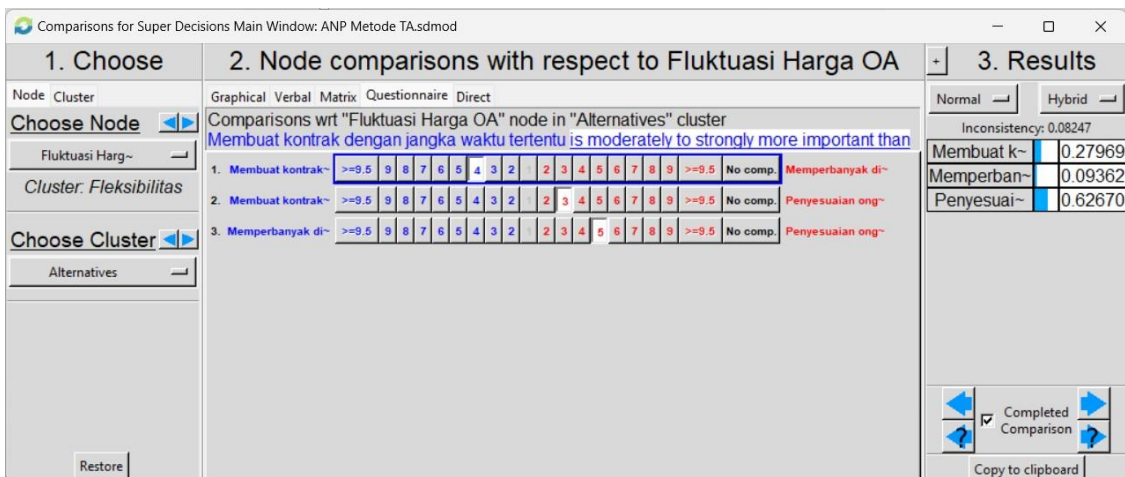 Comparisons for Super Decisions Main Window: ANP Metode TA.sdmod
1. Choose
Node Cluster
Choose Node
Fluktuasi Harg~
Cluster: Fleksibilitas
Choose Cluster
Alternatives
Restore
2. Node comparisons with respect to Fluktuasi Harga OA
Graphical Verbal Matrix Questionnaire Direct
Comparisons wrt "Fluktuasi Harga OA" node in "Alternatives" cluster
Membuat kontrak dengan jangka waktu tertentu is moderately to strongly more important than
1. Membuat kontrak~ >=9.5 9 8 7 6 5 4 3 2 1 2 3 4 5 6 7 8 9 >=9.5 No comp. Memperbanyak di~
2. Membuat kontrak~ >=9.5 9 8 7 6 5 4 3 2 1 2 3 4 5 6 7 8 9 >=9.5 No comp. Penyesuaian ong~
3. Memperbanyak di~ >=9.5 9 8 7 6 5 4 3 2 1 2 3 4 5 6 7 8 9 >=9.5 No comp. Penyesuaian ong~
+ 3. Results
Normal Hybrid
Inconsistency: 0.08247
Membuat k~ 0.27969
Memperban~ 0.09362
Penyesuai~ 0.62670
Completed
Comparison
? ?
Copy to clipboard